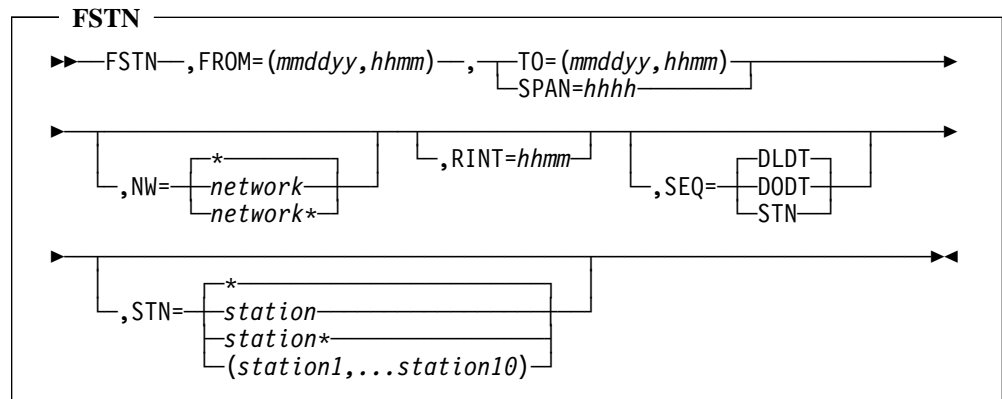 FSTN
FSTN ,FROM=(mmddyy,hhmm) , TO=(mmddyy,hhmm)
SPAN=hhhh
,NW= * ,RINT=hhmm ,SEQ= DLDT
network DODT
network* STN
,STN= *
station
station*
(station1,...station10)